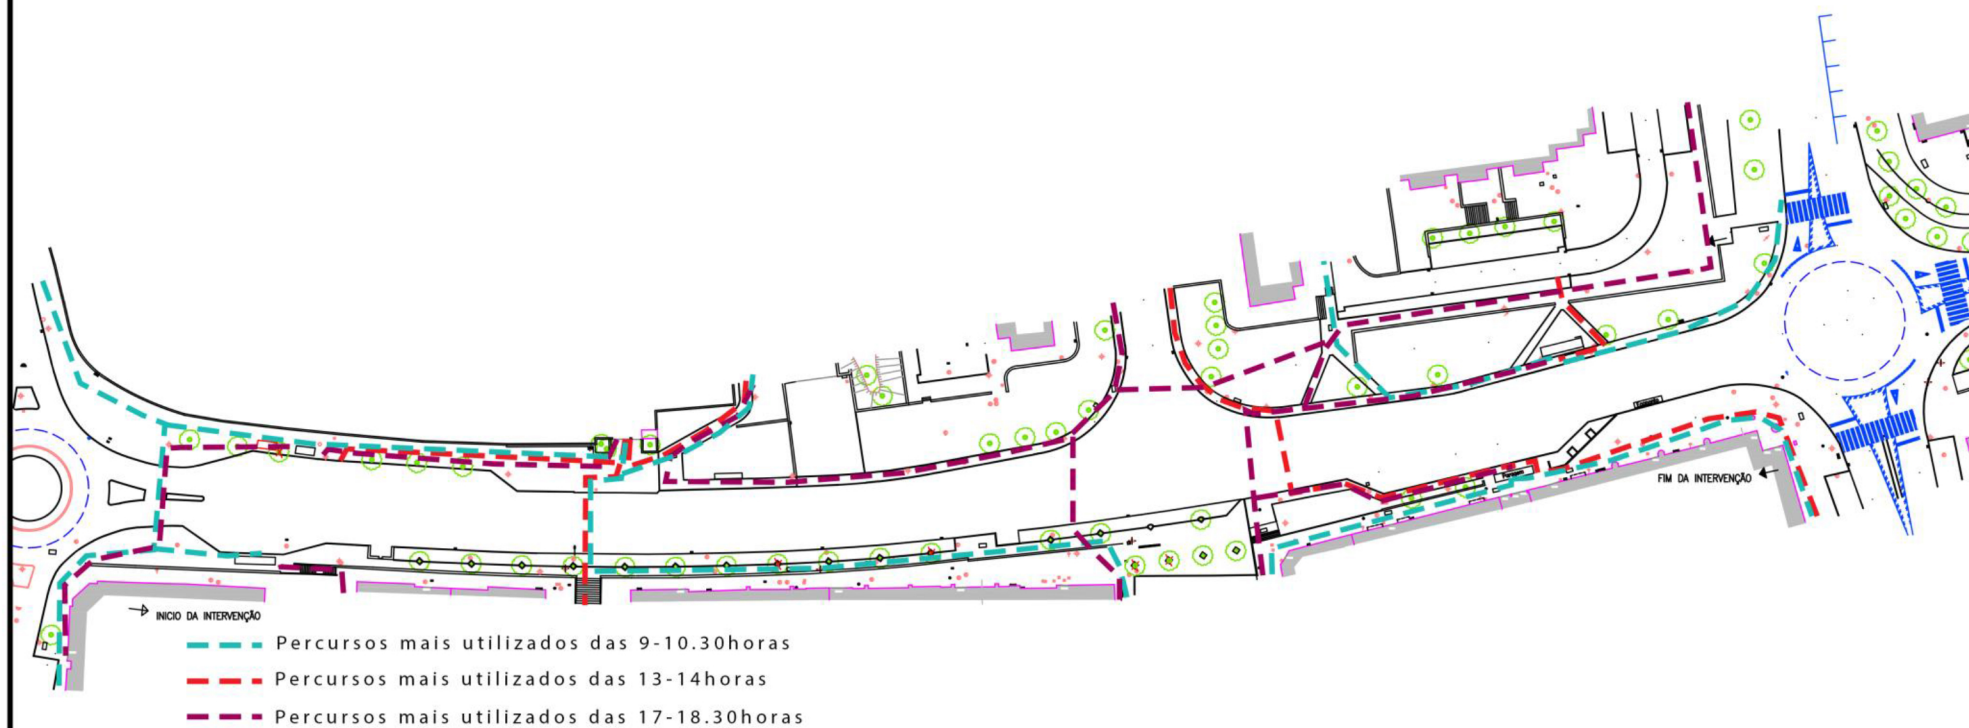 FIM DA INTERVENÇÃO
INICIO DA INTERVENÇÃO
Percursos mais utilizados das 9-10.30horas
Percursos mais utilizados das 13-14horas
Percursos mais utilizados das 17-18.30horas